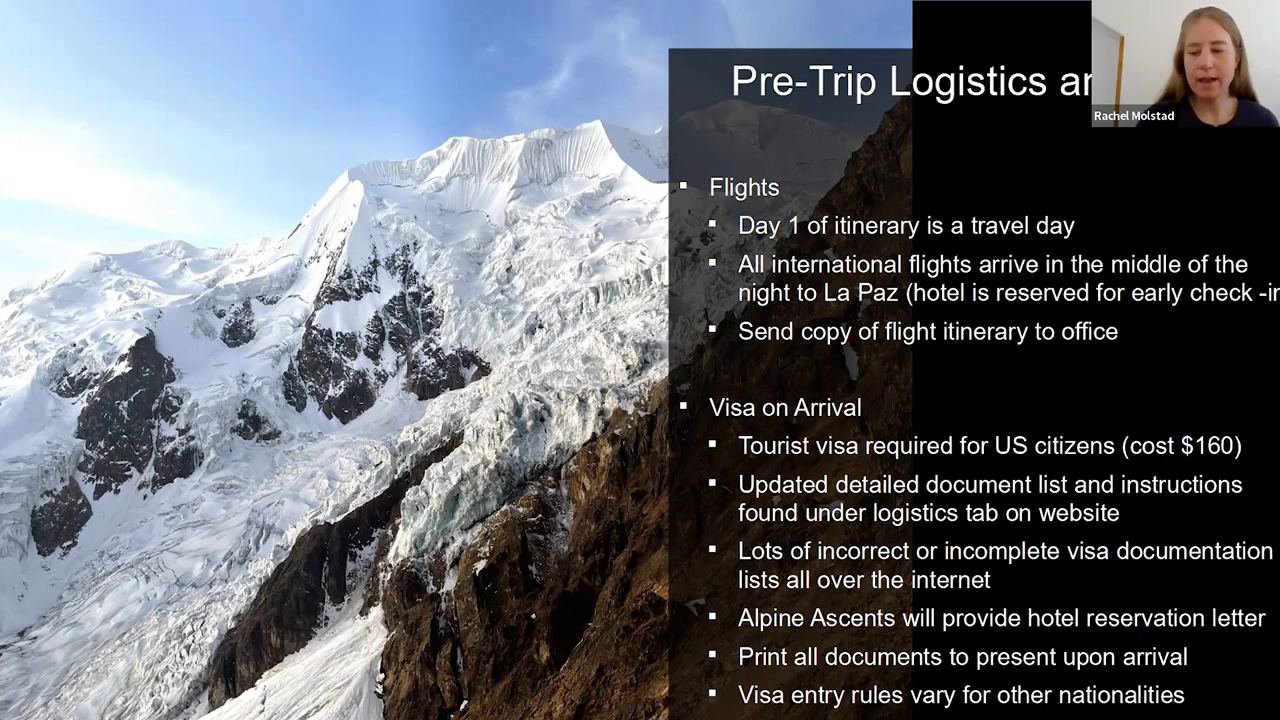 Pre-Trip Logistics
Rachel Molstad
Flights
Day 1 of itinerary is a travel day
All international flights arrive in the middle of the
night to La Paz (hotel is reserved for early check
Send copy of flight itinerary to office
Visa on Arrival
Tourist visa required for US citizens (cost $160)
Updated detailed document list and instructions
found under logistics tab on website
Lots of incorrect or incomplete visa documentation
lists all over the internet
Alpine Ascents will provide hotel reservation letter
Print all documents to present upon arrival
Visa entry rules vary for other nationalities